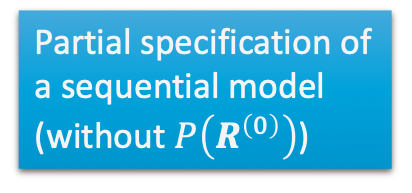 Partial specification of
a sequential model
(without P(R⁽⁰⁾))